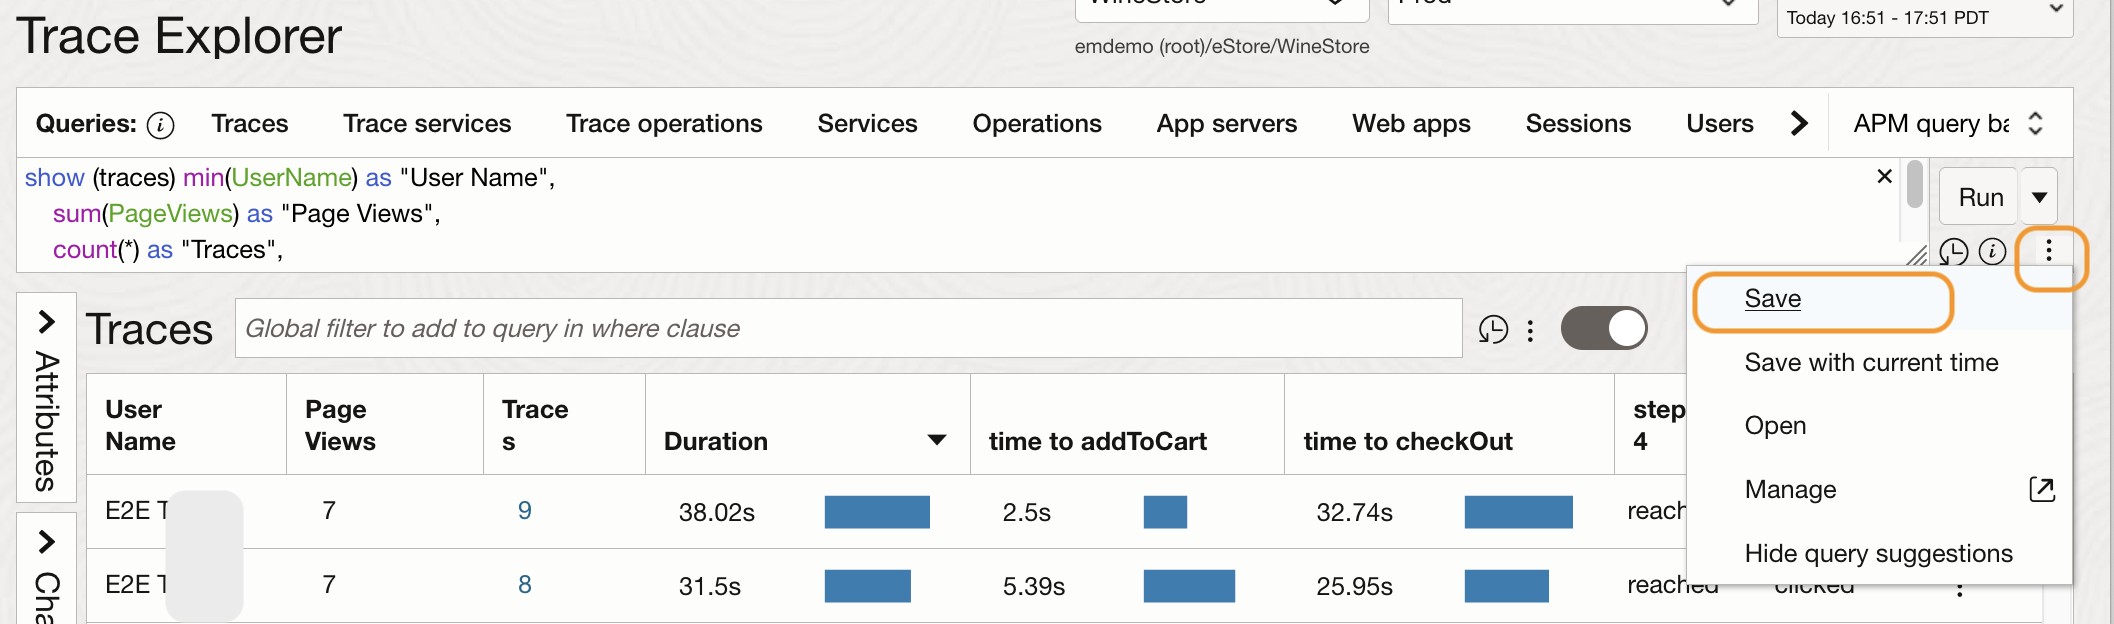 Trace Explorer
WineStore
Prod
Today 16:51 - 17:51 PDT
emdemo (root)/eStore/WineStore
Queries: i Traces Trace services Trace operations Services Operations App servers Web apps Sessions Users APM query ba
show (traces) min(UserName) as "User Name",
sum(PageViews) as "Page Views",
count(*) as "Traces",
Run
Save
Save with current time
Open
Manage
Hide query suggestions
Attributes
Cha
Traces
Global filter to add to query in where clause
User Name
Page Views
Trace
s
Duration
time to addToCart
time to checkOut
step
4
E2E T 7 9 38.02s 2.5s 32.74s reach
E2E T 7 8 31.5s 5.39s 25.95s reached clicked